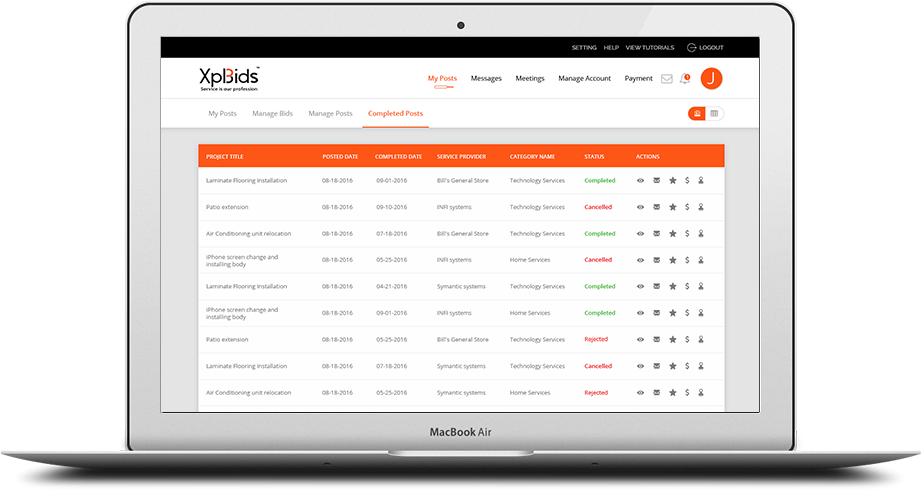 SETTING HELP VIEW TUTORIALS LOGOUT
XpBids™
Service is our profession
My Posts Messages Meetings Manage Account Payment 1 J
My Posts Manage Bids Manage Posts Completed Posts
PROJECT TITLE POSTED DATE COMPLETED DATE SERVICE PROVIDER CATEGORY NAME STATUS ACTIONS
Laminate Flooring Installation 08-18-2016 09-01-2016 Bill's General Store Technology Services Completed $
Patio extension 08-18-2016 09-10-2016 INFI systems Technology Services Cancelled $
Air Conditioning unit relocation 08-18-2016 07-18-2016 Bill's General Store Technology Services Completed $
iPhone screen change and
installing body 08-18-2016 05-25-2016 INFI systems Home Services Cancelled $
Laminate Flooring Installation 08-18-2016 04-21-2016 Symantic systems Technology Services Completed $
iPhone screen change and
installing body 08-18-2016 09-01-2016 Symantic systems Home Services Completed $
Patio extension 08-18-2016 05-25-2016 Bill's General Store Technology Services Rejected $
Laminate Flooring Installation 08-18-2016 07-18-2016 Symantic systems Technology Services Cancelled $
Air Conditioning unit relocation 08-18-2016 05-25-2016 Symantic systems Home Services Rejected $
MacBook Air